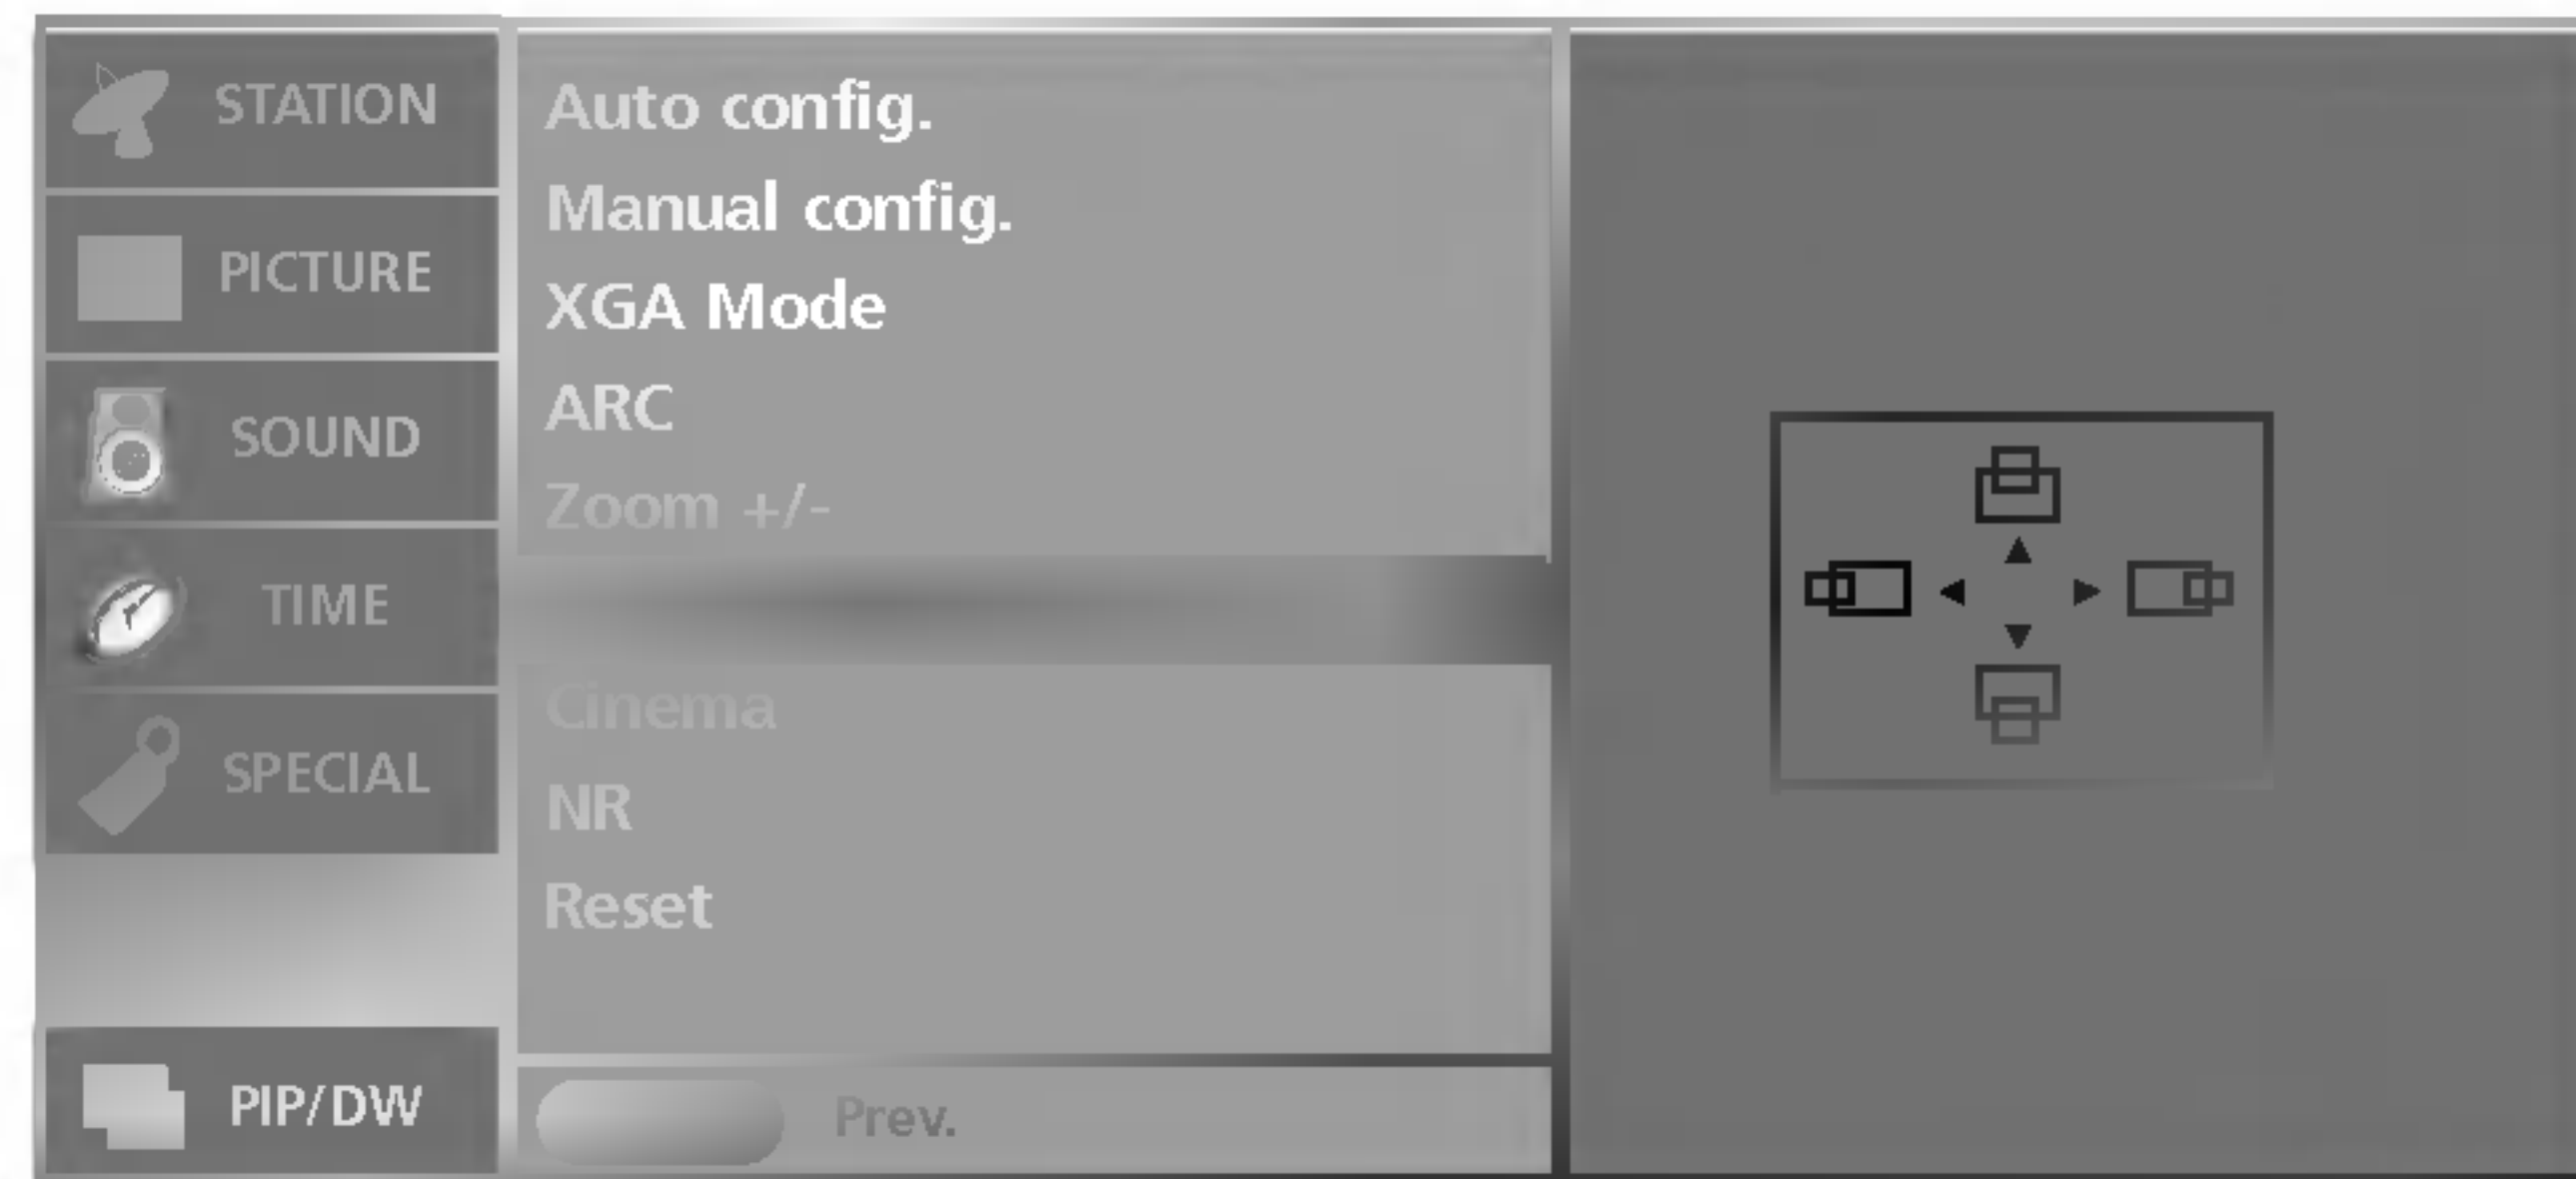 STATION
PICTURE
SOUND
TIME
SPECIAL
PIP/DW
Auto config.
Manual config.
XGA Mode
ARC
Zoom +/-
Cinema
NR
Reset
Prev.